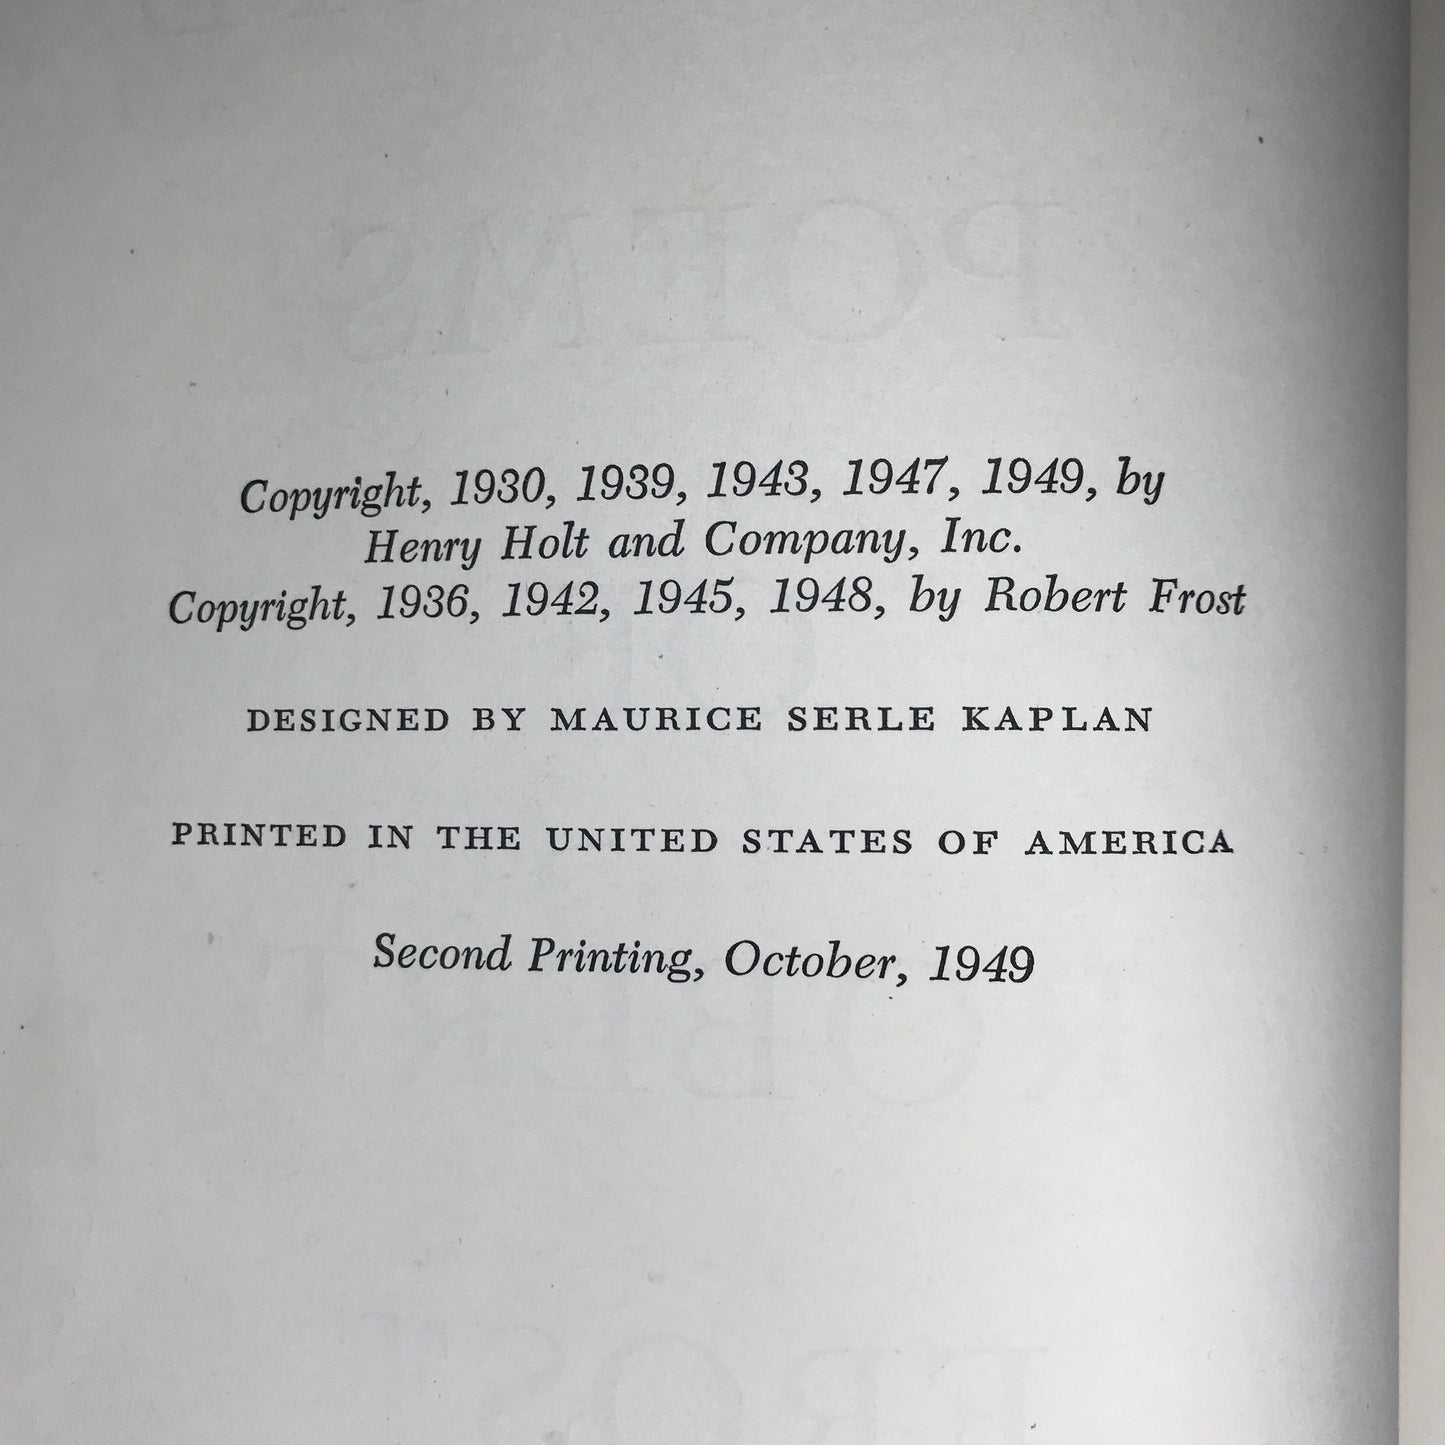 Copyright, 1930, 1939, 1943, 1947, 1949, by
Henry Holt and Company, Inc.
Copyright, 1936, 1942, 1945, 1948, by Robert Frost
DESIGNED BY MAURICE SERLE KAPLAN
PRINTED IN THE UNITED STATES OF AMERICA
Second Printing, October, 1949